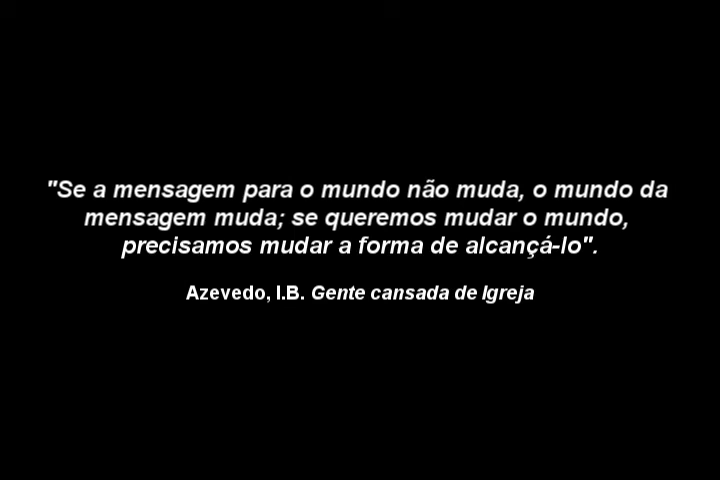 "Se a mensagem para o mundo não muda, o mundo da
mensagem muda; se queremos mudar o mundo,
precisamos mudar a forma de alcançá-lo".
Azevedo, I.B. Gente cansada de Igreja